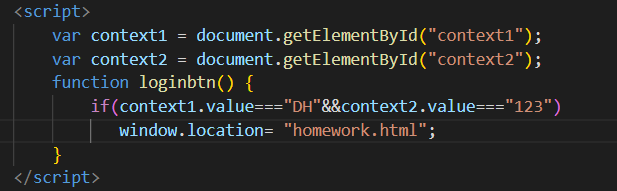 <script>
var context1 = document.getElementById("context1");
var context2 = document.getElementById("context2");
function loginbtn() {
if(context1.value==="DH"&&context2.value==="123")
window.location= "homework.html";
}
</script>